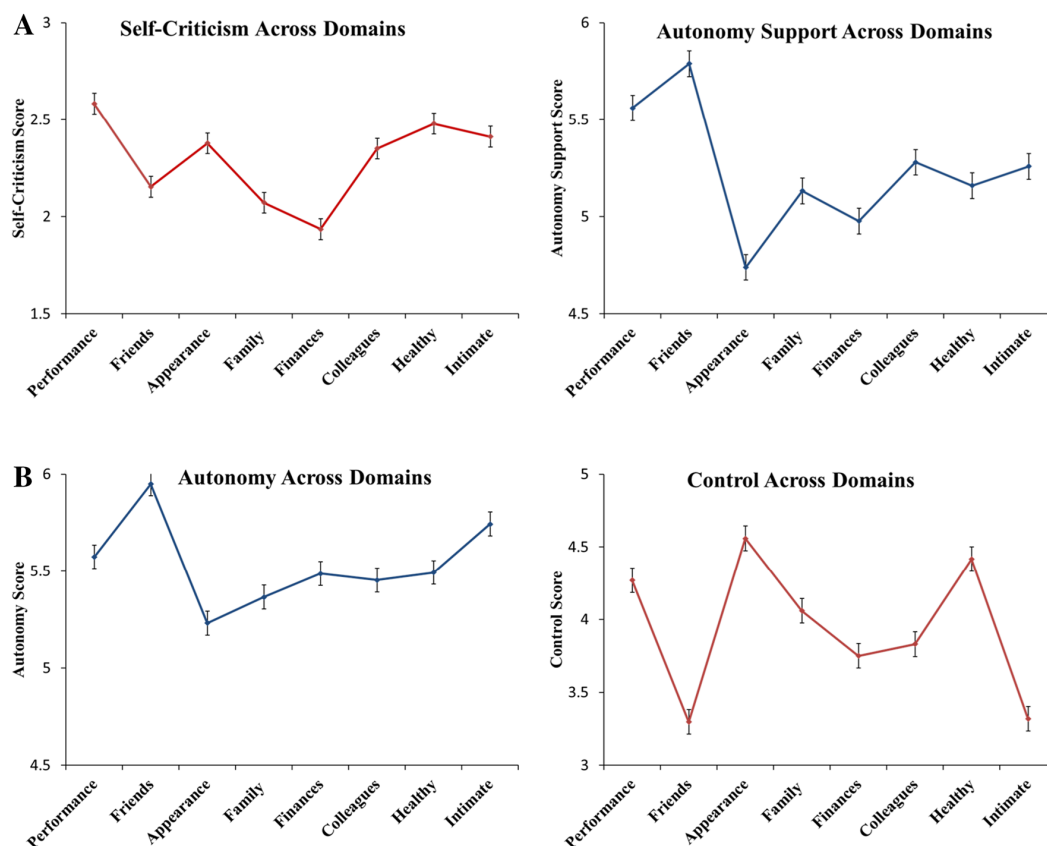 A
Self-Criticism Across Domains
Self-Criticism Score
3
2.5
2
1.5
Performance
Friends
Appearance
Family
Finances
Colleagues
Healthy
Intimate
Autonomy Support Across Domains
Autonomy Support Score
6
5.5
5
4.5
Performance
Friends
Appearance
Family
Finances
Colleagues
Healthy
Intimate
B
Autonomy Across Domains
Autonomy Score
6
5.5
5
4.5
Performance
Friends
Appearance
Family
Finances
Colleagues
Healthy
Intimate
Control Across Domains
Control Score
5
4.5
4
3.5
3
Performance
Friends
Appearance
Family
Finances
Colleagues
Healthy
Intimate